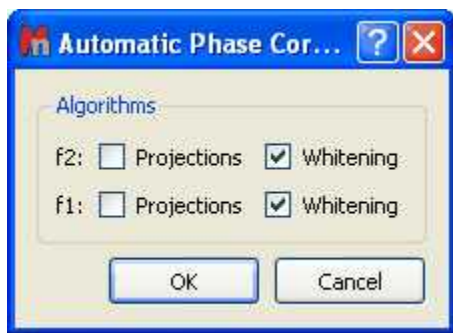 Automatic Phase Cor... ?
Algorithms
f2: Projections Whitening
f1: Projections Whitening
OK Cancel